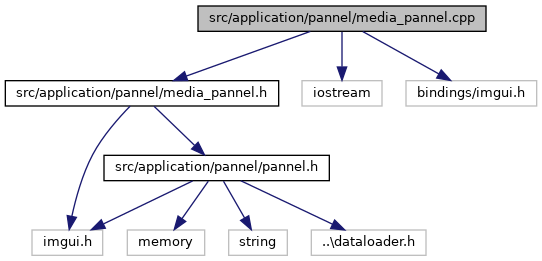 src/application/pannel/media_pannel.cpp
src/application/pannel/media_pannel.h
iostream
bindings/imgui.h
src/application/pannel/pannel.h
imgui.h
memory
string
..\dataloader.h